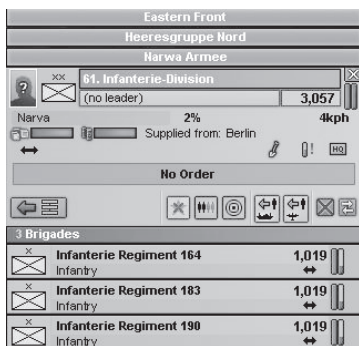 Eastern Front
Heeresgruppe Nord
Narwa Armee
xx
61. Infanterie-Division
?
(no leader) 3,057
Narva 2% 4kph
Supplied from: Berlin
! HQ
No Order
3 Brigades
x
Infanterie Regiment 164 1,019
Infantry
x
Infanterie Regiment 183 1,019
Infantry
x
Infanterie Regiment 190 1,019
Infantry